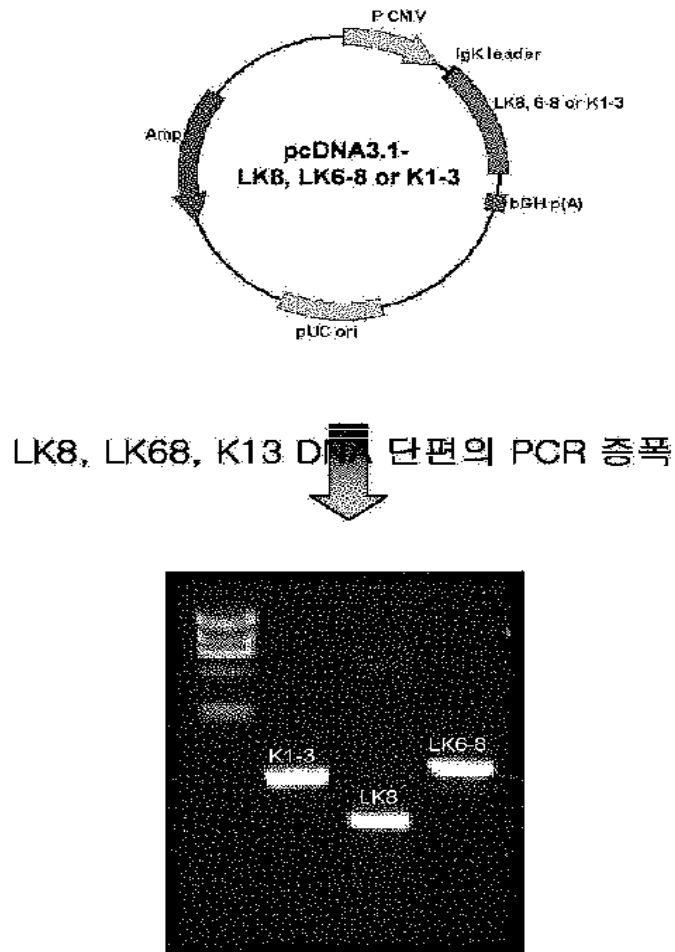 P CMV
IgK leader
LK8, 6-8 or K1-3
Amp
pcDNA3.1-
LK8, LK6-8 or K1-3
bGH p(A)
pUC ori
LK8, LK68, K13 DNA 단편의 PCR 증폭
K1-3
LK8
LK6-8